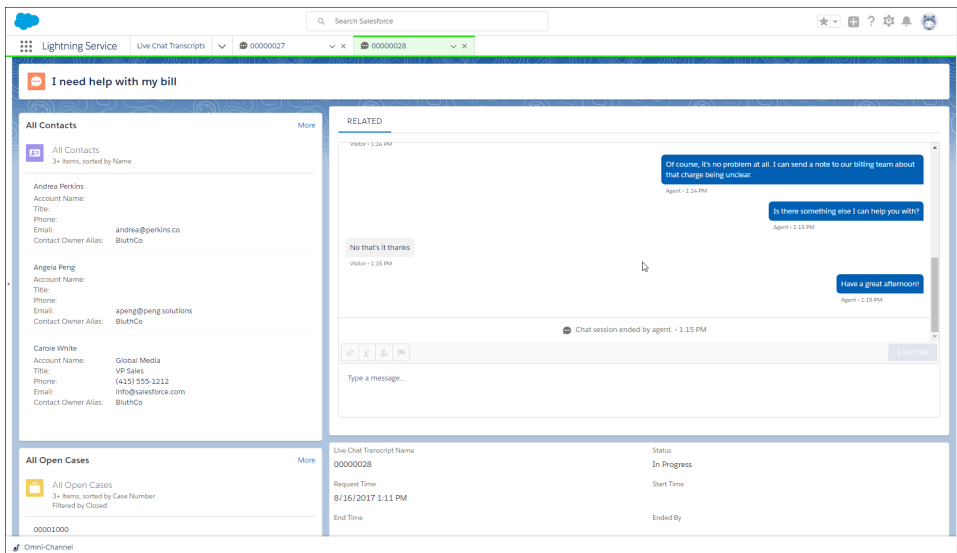 Search Salesforce
Lightning Service
Live Chat Transcripts
00000027
00000028
I need help with my bill
All Contacts
More
All Contacts
3+ items, sorted by Name
Andrea Perkins
Account Name:
Title:
Phone:
Email: andrea@perkins.co
Contact Owner Alias: BluthCo
Angela Peng
Account Name:
Title:
Phone:
Email: apeng@peng.solutions
Contact Owner Alias: BluthCo
Carole White
Account Name: Global Media
Title: VP Sales
Phone: (415) 555-1212
Email: info@salesforce.com
Contact Owner Alias: BluthCo
All Open Cases
More
All Open Cases
3+ items, sorted by Case Number
Filtered by Closed
00001000
RELATED
Visitor • 1:14 PM
Of course, it's no problem at all. I can send a note to our billing team about
that charge being unclear.
Agent • 1:14 PM
Is there something else I can help you with?
Agent • 1:15 PM
No that's it thanks
Visitor • 1:15 PM
Have a great afternoon!
Agent • 1:15 PM
Chat session ended by agent. • 1:15 PM
End Chat
Type a message...
Live Chat Transcript Name
00000028
Status
In Progress
Request Time
8/16/2017 1:11 PM
Start Time
End Time
Ended By
Omni-Channel